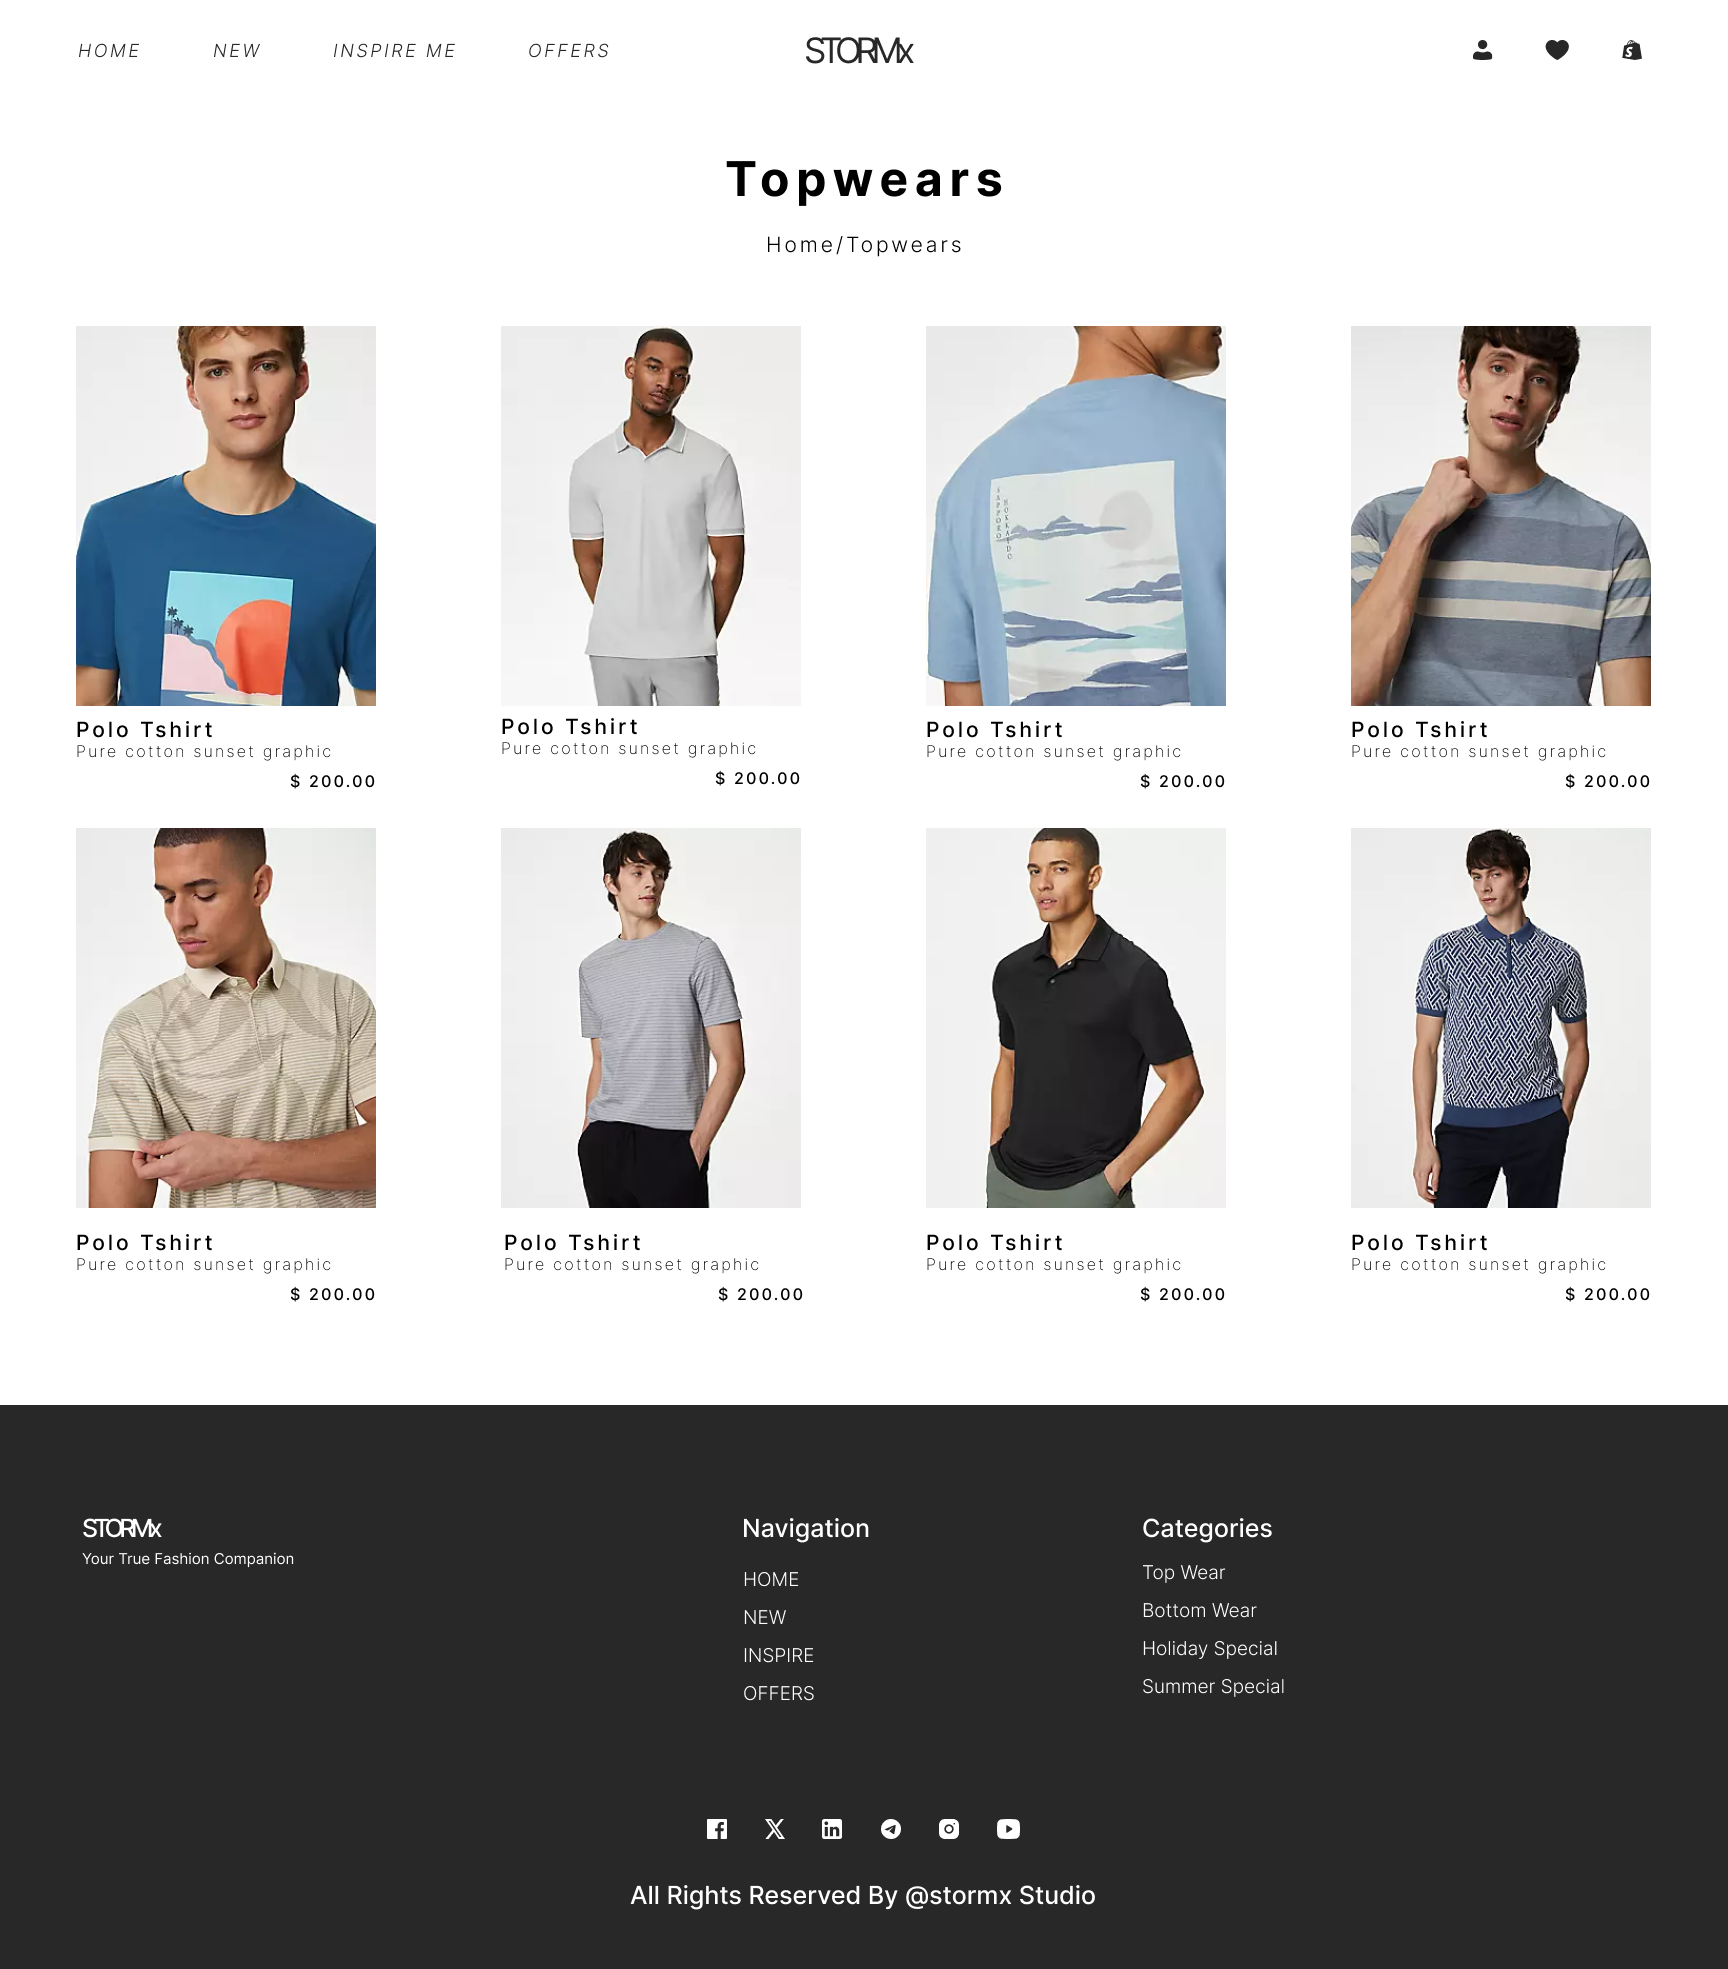 HOME NEW INSPIRE ME OFFERS STORMx
Topwears
Home/Topwears
SAPPORO
HOKKAIDO
Polo Tshirt
Pure cotton sunset graphic
$ 200.00
Polo Tshirt
Pure cotton sunset graphic
$ 200.00
Polo Tshirt
Pure cotton sunset graphic
$ 200.00
Polo Tshirt
Pure cotton sunset graphic
$ 200.00
Polo Tshirt
Pure cotton sunset graphic
$ 200.00
Polo Tshirt
Pure cotton sunset graphic
$ 200.00
Polo Tshirt
Pure cotton sunset graphic
$ 200.00
Polo Tshirt
Pure cotton sunset graphic
$ 200.00
STORMx
Your True Fashion Companion
Navigation
HOME
NEW
INSPIRE
OFFERS
Categories
Top Wear
Bottom Wear
Holiday Special
Summer Special
All Rights Reserved By @stormx Studio